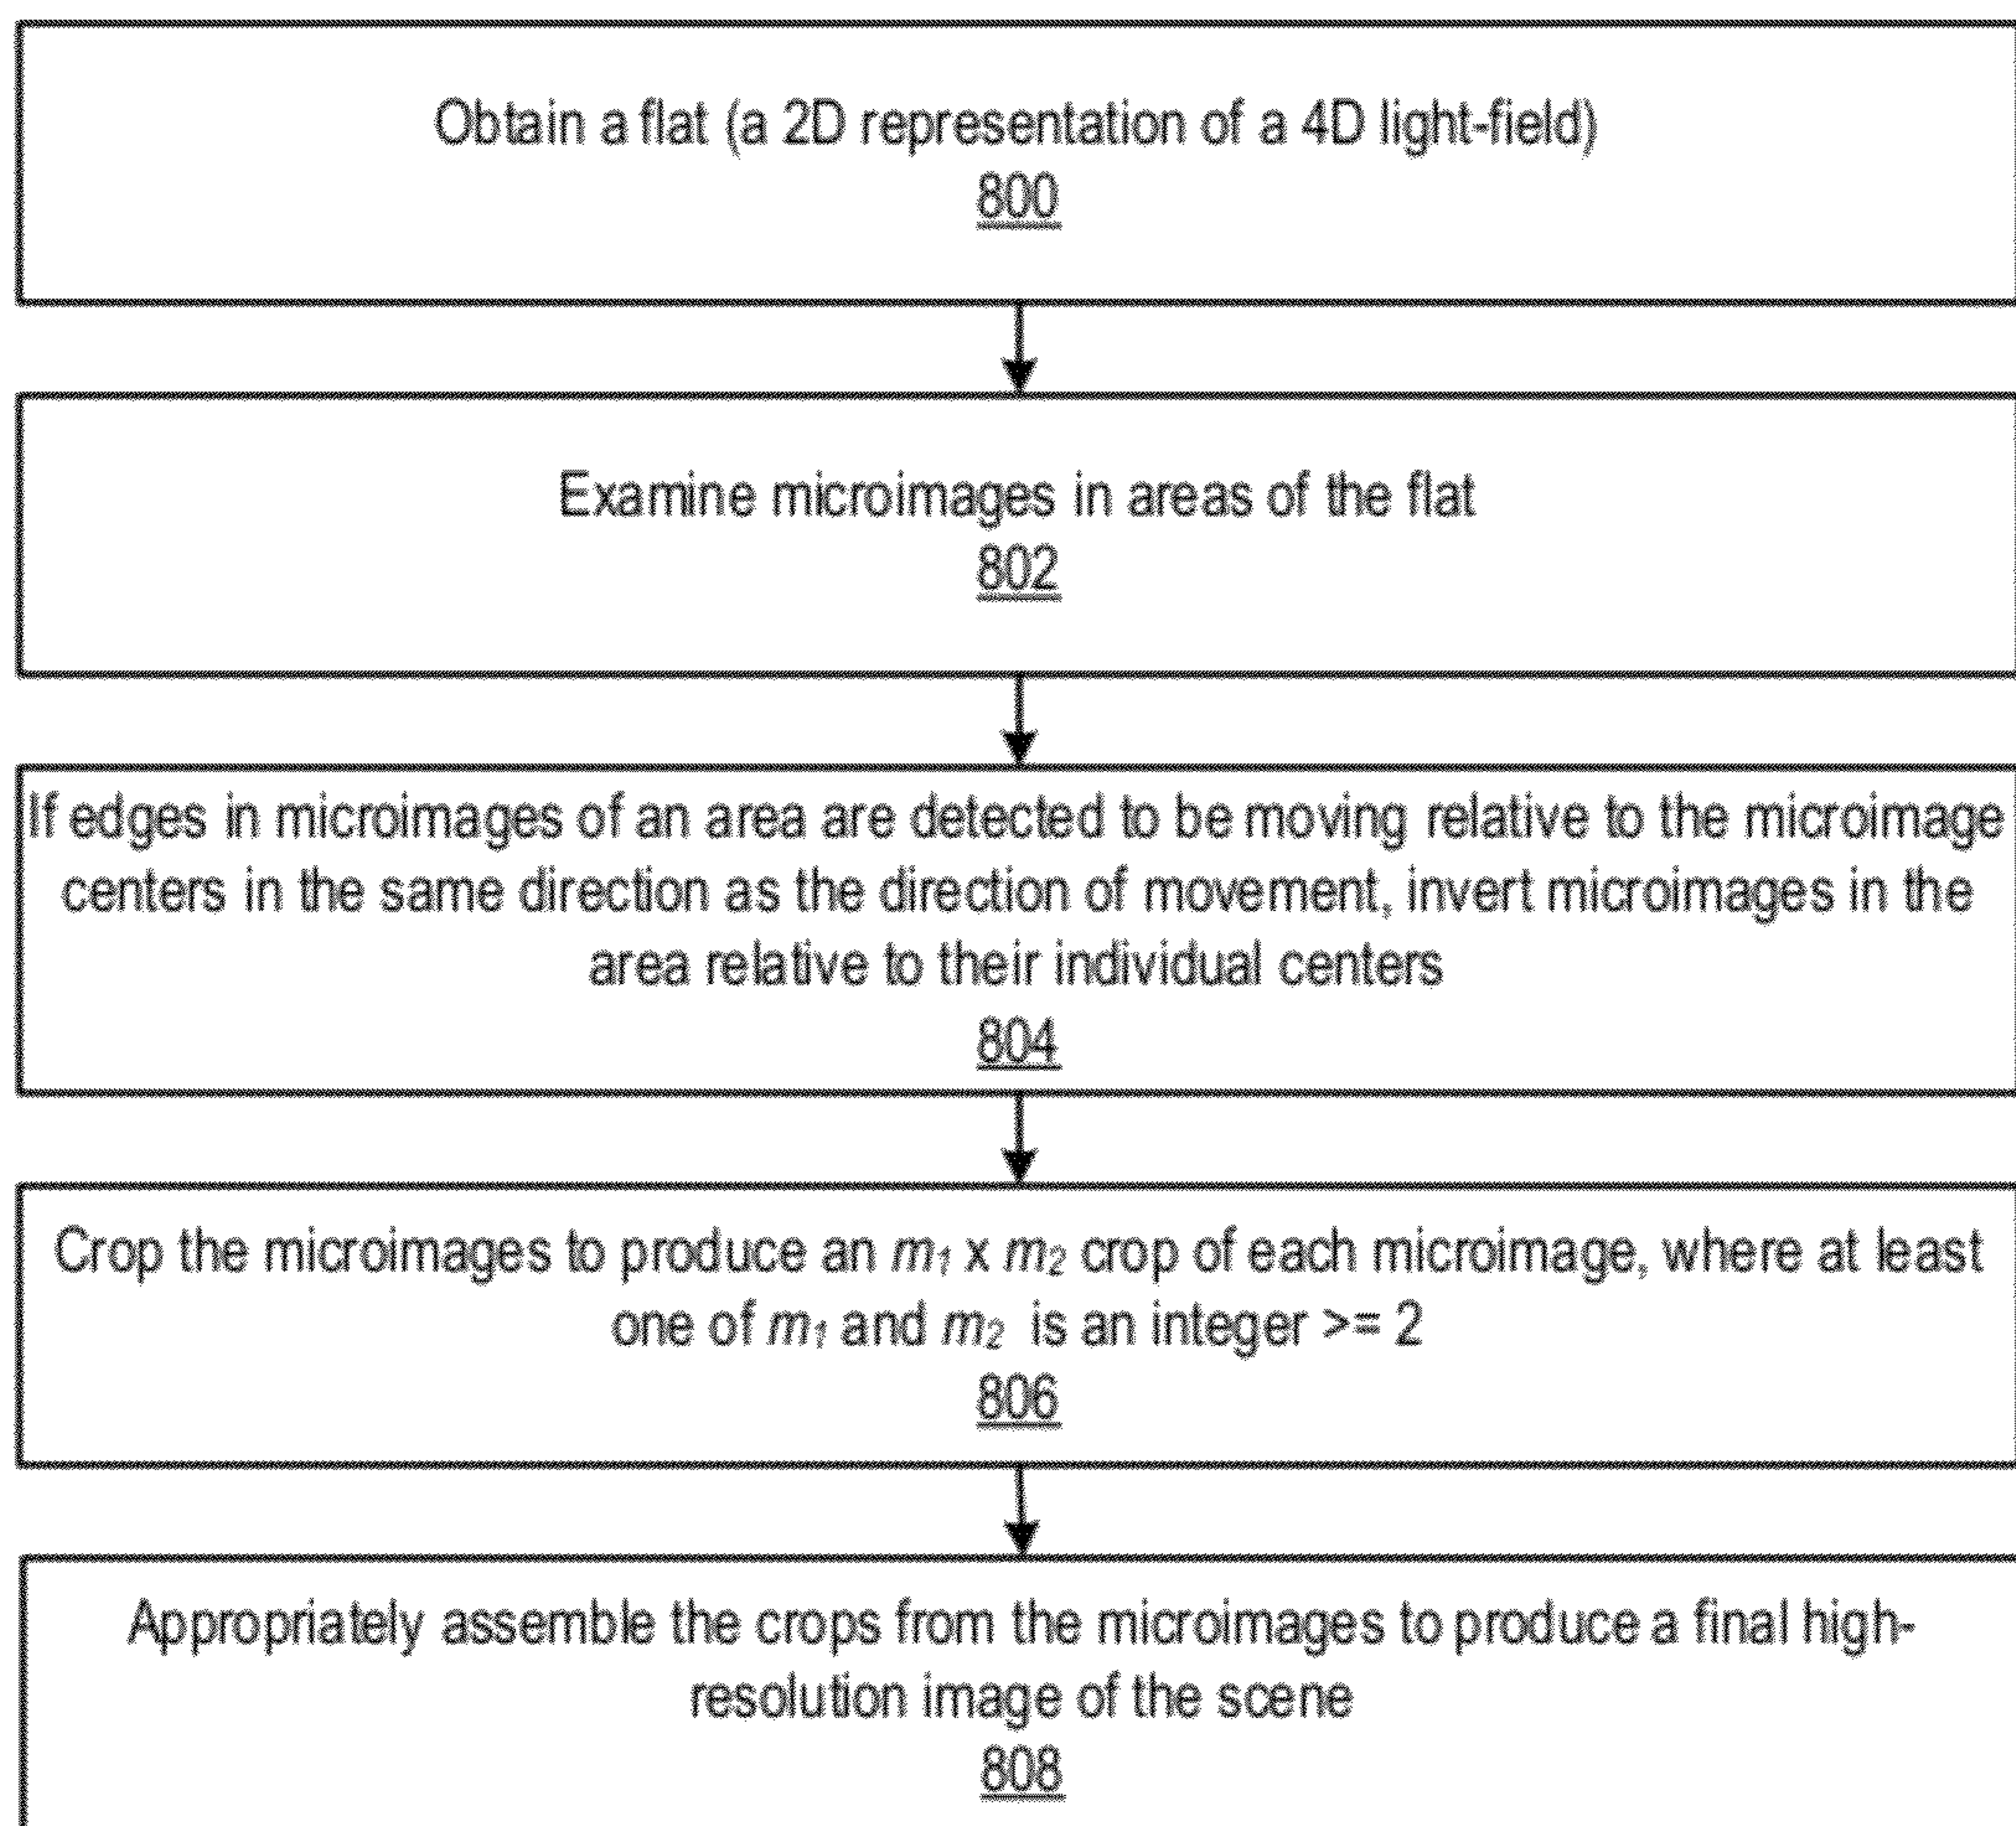 Obtain a flat (a 2D representation of a 4D light-field)
800
Examine microimages in areas of the flat
802
If edges in microimages of an area are detected to be moving relative to the microimage
centers in the same direction as the direction of movement, invert microimages in the
area relative to their individual centers
804
Crop the microimages to produce an m₁ x m₂ crop of each microimage, where at least
one of m₁ and m₂ is an integer >= 2
806
Appropriately assemble the crops from the microimages to produce a final high-
resolution image of the scene
808